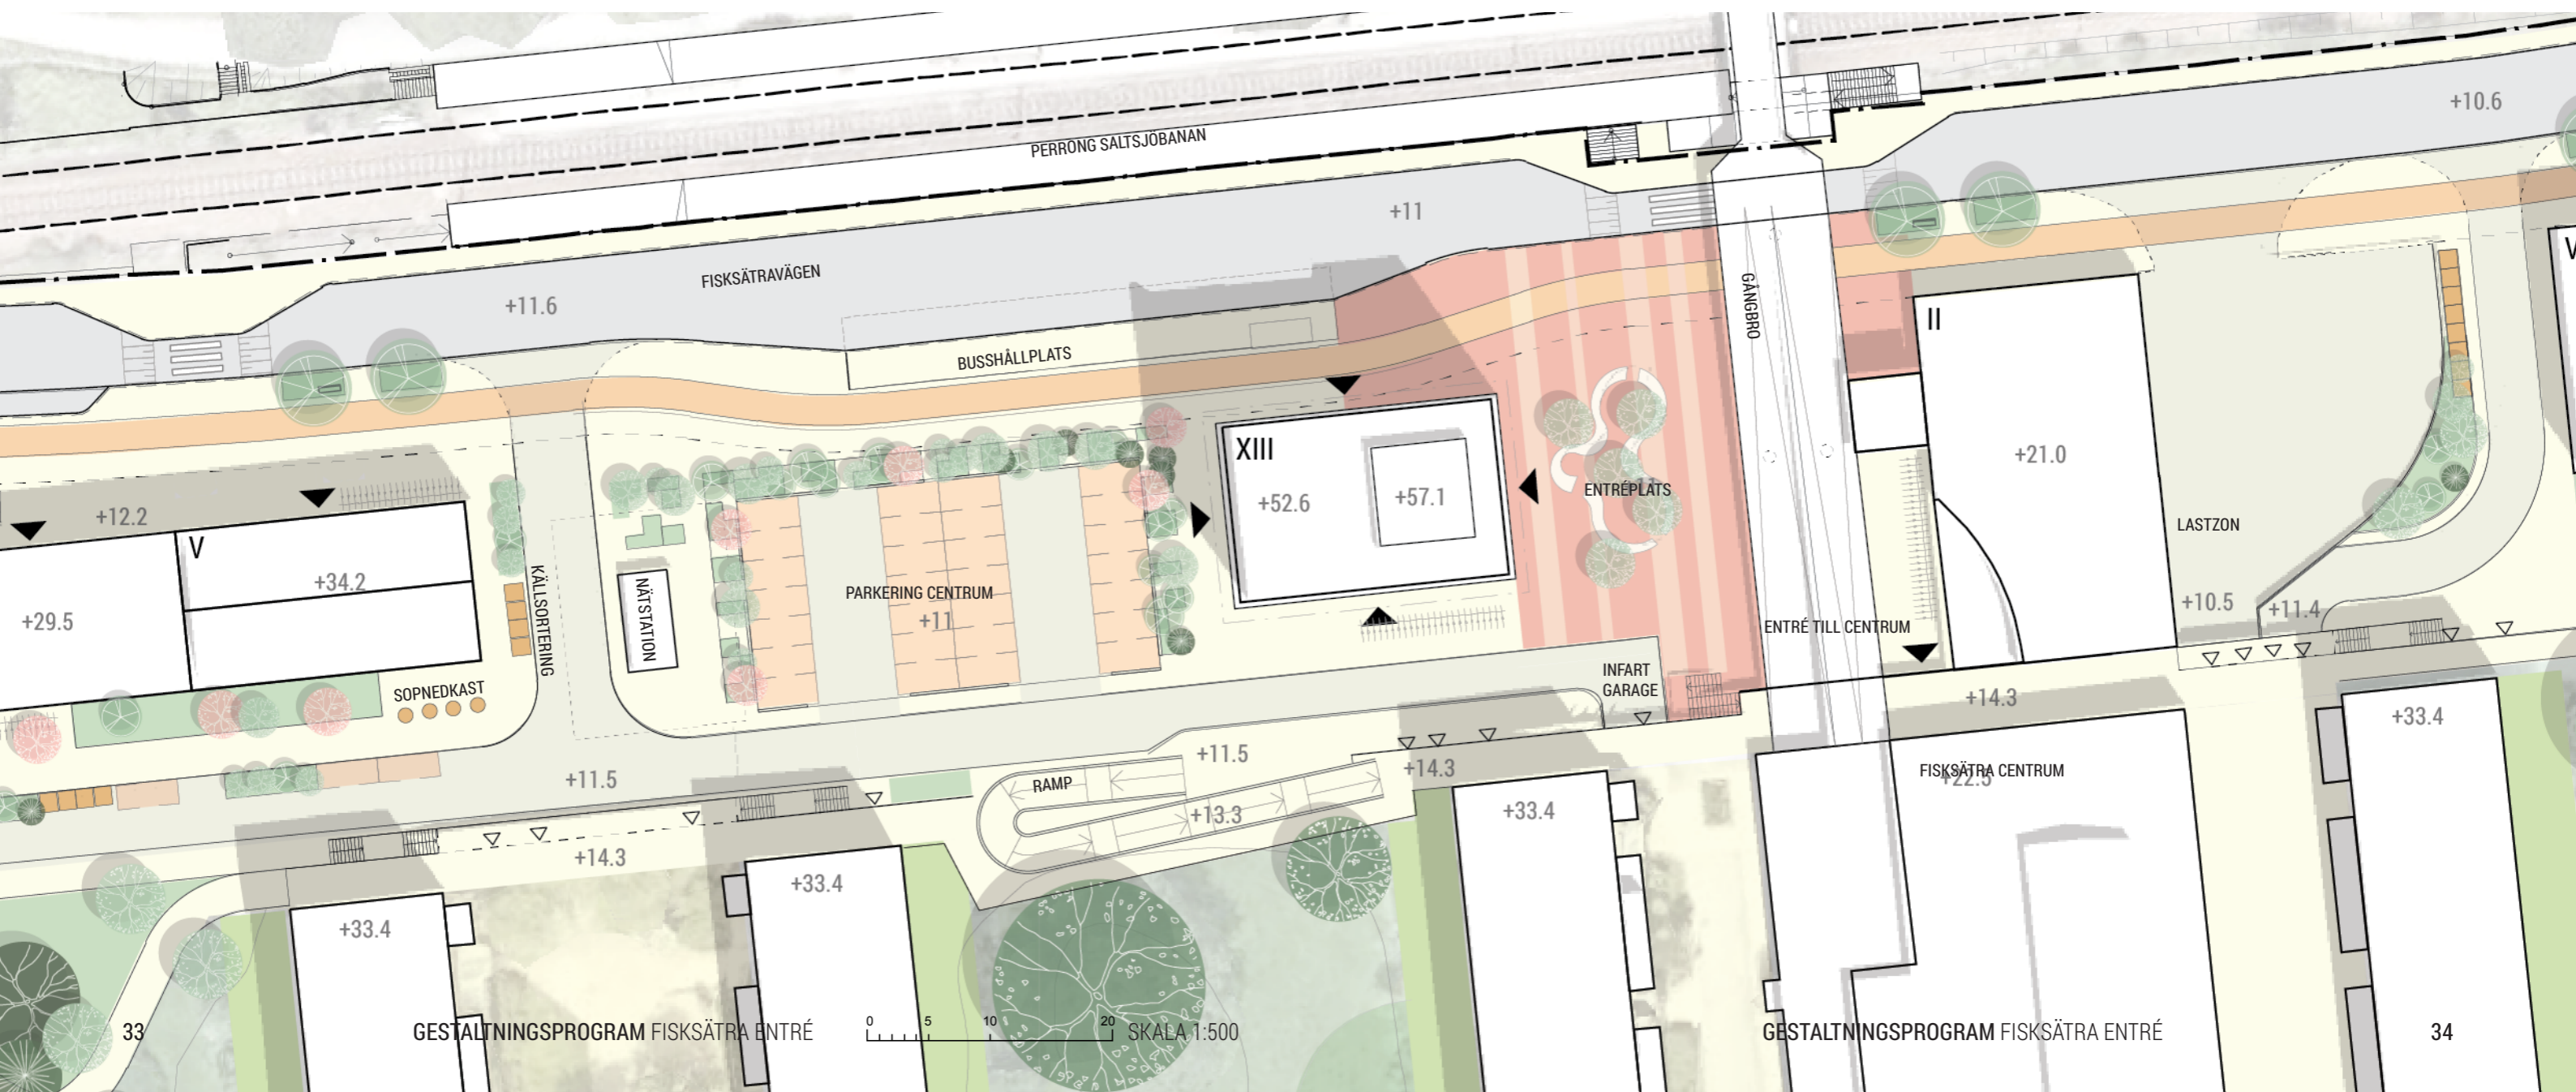 +10.6
PERRONG SALTSJÖBANAN
+11
FISKSÄTRAVÄGEN
+11.6
GÅNGBRO
BUSSHÅLLPLATS
II
XIII
+21.0
+52.6
+57.1
ENTRÉPLATS
+12.2
V
LASTZON
+34.2
KÄLLSORTERING
NÄTSTATION
PARKERING CENTRUM
+11
+29.5
+10.5
+11.4
ENTRÉ TILL CENTRUM
INFART
GARAGE
SOPNEDKAST
+14.3
+33.4
+11.5
+11.5
+14.3
RAMP
FISKSÄTRA CENTRUM
+22.5
+13.3
+33.4
+14.3
+33.4
+33.4
33
GESTALTNINGSPROGRAM FISKSÄTRA ENTRÉ
0 5 10 20
SKALA 1:500
GESTALTNINGSPROGRAM FISKSÄTRA ENTRÉ
34